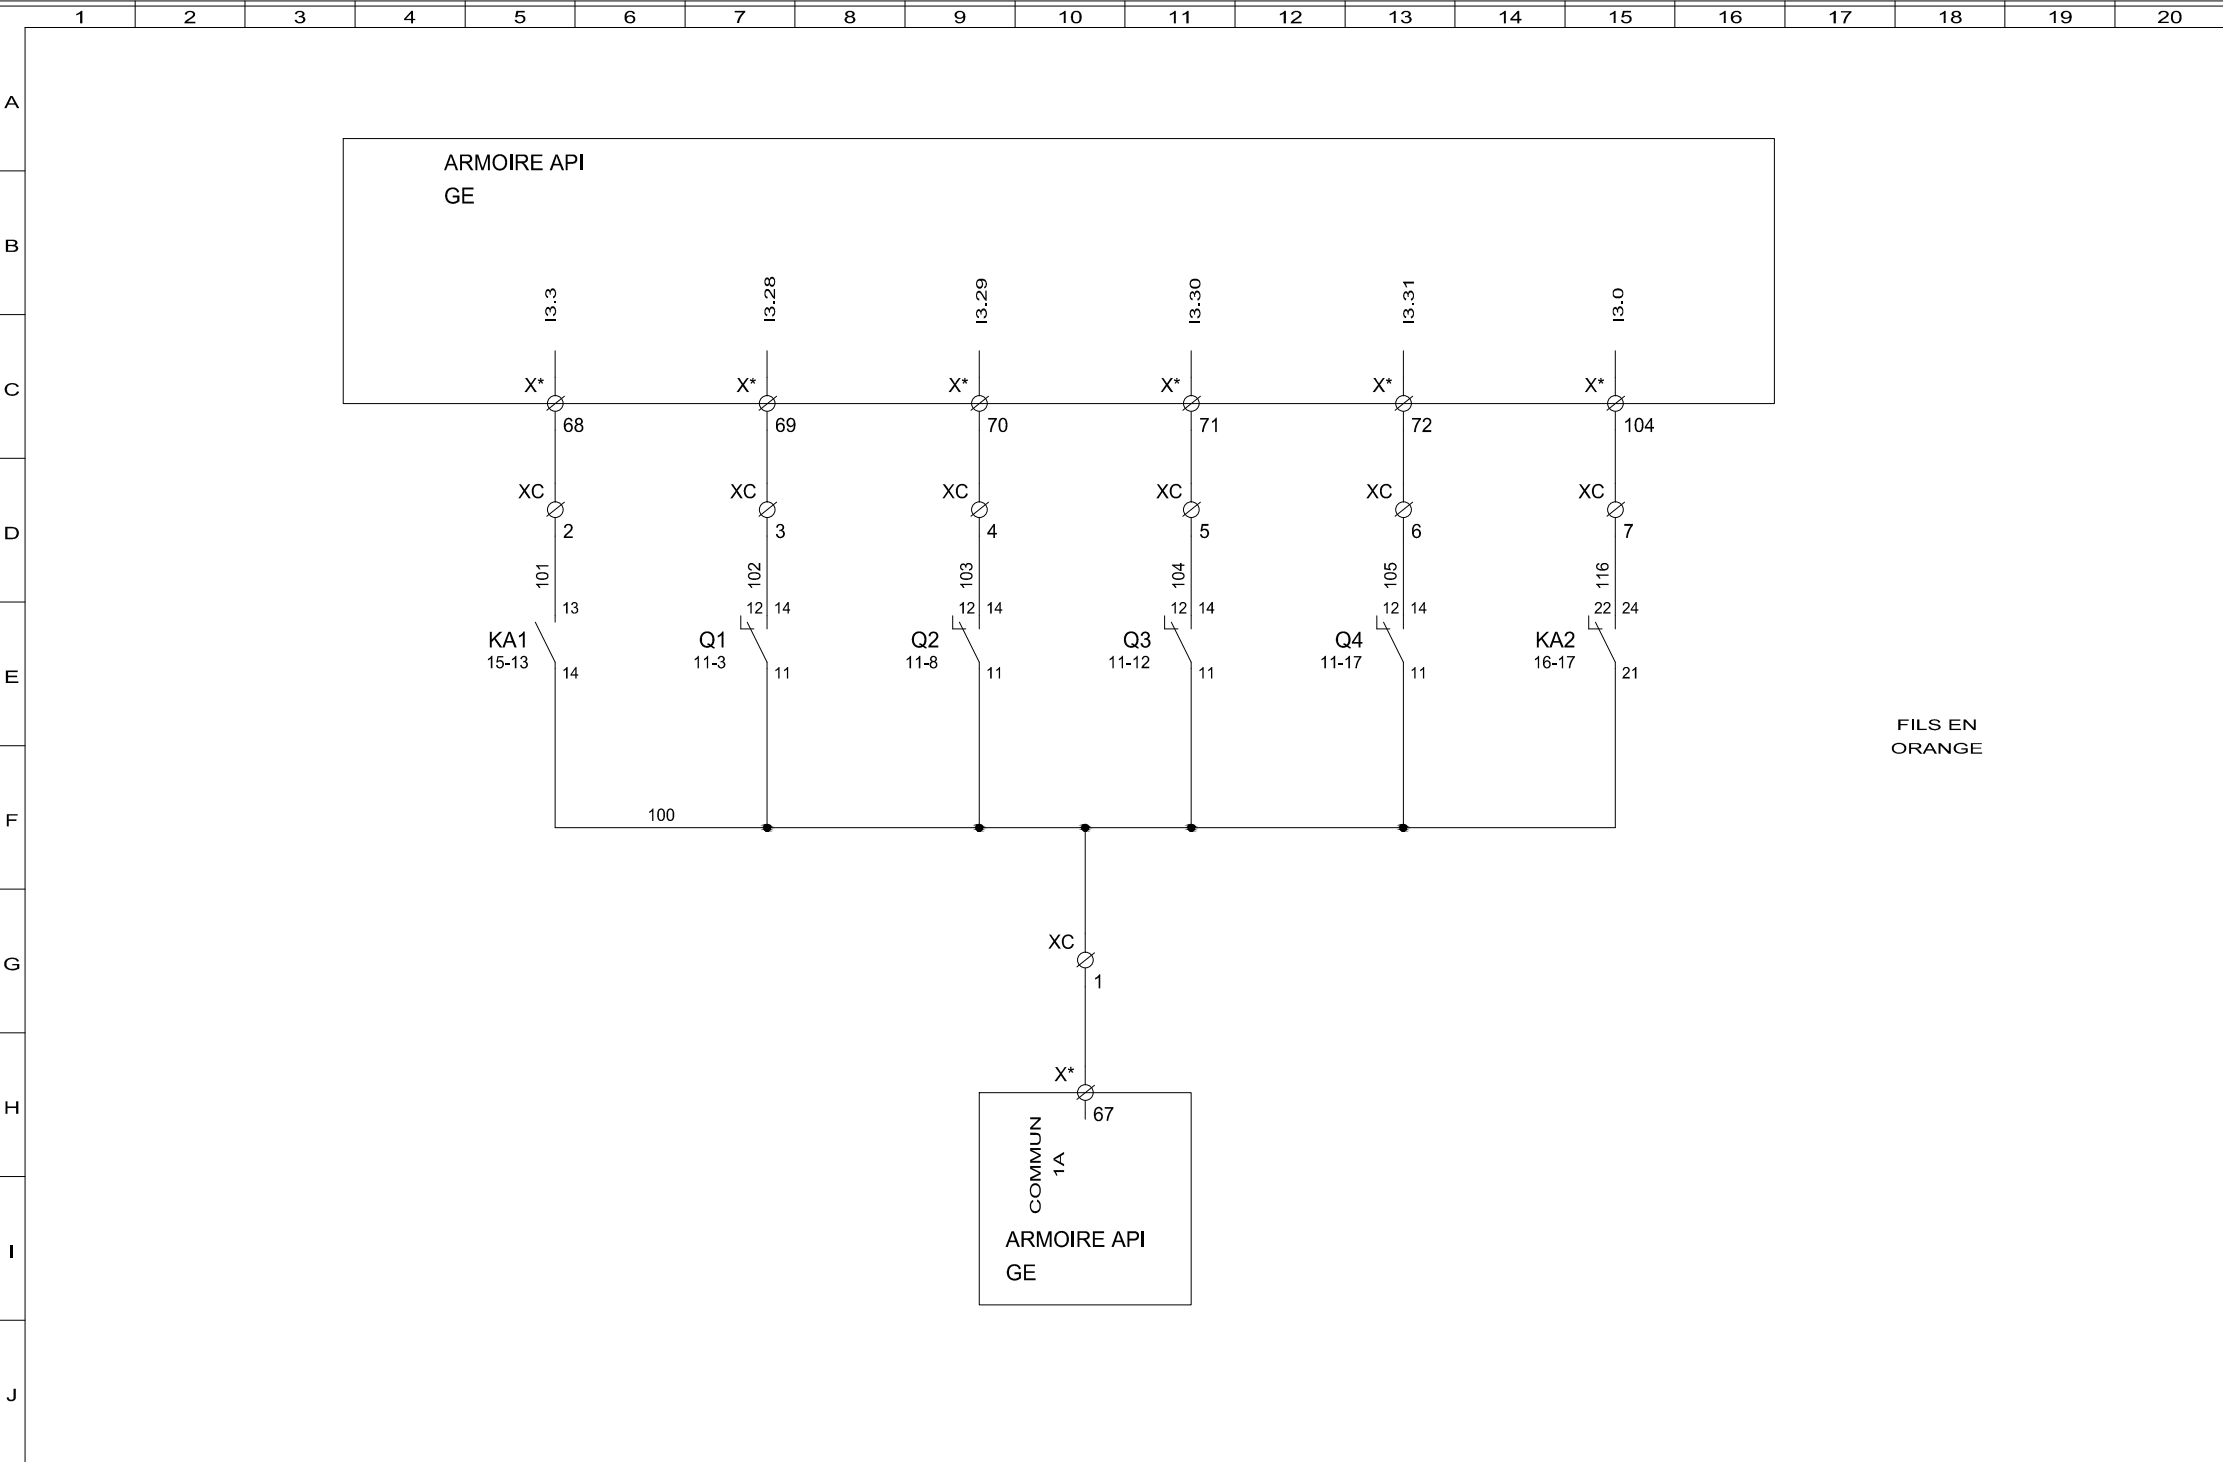 1 2 3 4 5 6 7 8 9 10 11 12 13 14 15 16 17 18 19 20
A
ARMOIRE API
GE
B
I3.3 I3.28 I3.29 I3.30 I3.31 I3.0
C
X* X* X* X* X* X*
68 69 70 71 72 104
XC XC XC XC XC XC
D
2 3 4 5 6 7
101 102 103 104 105 116
13 12 14 12 14 12 14 12 14 22 24
KA1 Q1 Q2 Q3 Q4 KA2
15-13 11-3 11-8 11-12 11-17 16-17
E
14 11 11 11 11 21
FILS EN
ORANGE
100
F
XC
G
1
X*
H
67
COMMUN
1A
ARMOIRE API
I
GE
J